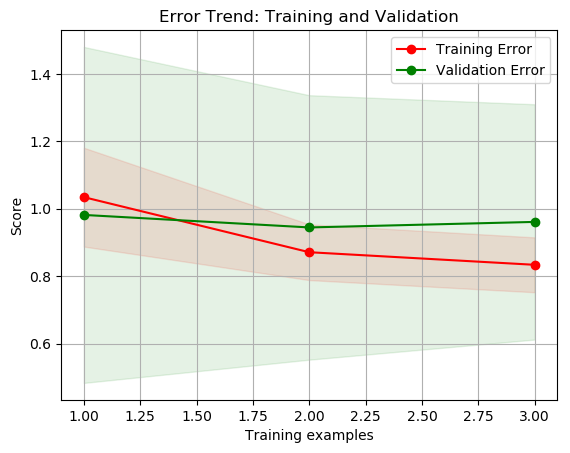 Error Trend: Training and Validation
Training Error
Validation Error
Score
1.4
1.2
1.0
0.8
0.6
1.00 1.25 1.50 1.75 2.00 2.25 2.50 2.75 3.00
Training examples